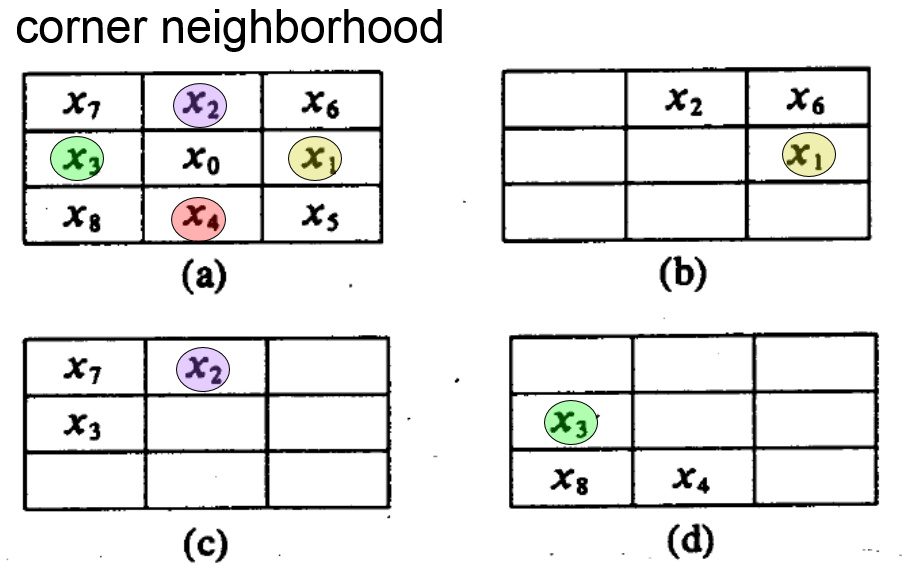 corner neighborhood
x₇ x₂ x₆
x₃ x₀ x₁
x₈ x₄ x₅
(a)
x₂ x₆
x₁
(b)
x₇ x₂
x₃
(c)
x₃
x₈ x₄
(d)